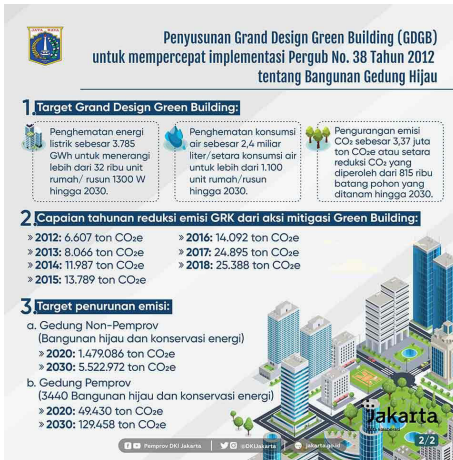 JAYA RAYA
Penyusunan Grand Design Green Building (GDGB)
untuk mempercepat implementasi Pergub No. 38 Tahun 2012
tentang Bangunan Gedung Hijau
1. Target Grand Design Green Building:
Penghematan energi
listrik sebesar 3.785
GWh untuk menerangi
lebih dari 32 ribu unit
rumah/ rusun 1300 W
hingga 2030.
Penghematan konsumsi
air sebesar 2,4 miliar
liter/setara konsumsi air
untuk lebih dari 1.100
unit rumah/rusun
hingga 2030.
Pengurangan emisi
CO₂ sebesar 3,37 juta
ton CO₂e atau setara
reduksi CO₂ yang
diperoleh dari 815 ribu
batang pohon yang
ditanam hingga 2030.
2. Capaian tahunan reduksi emisi GRK dari aksi mitigasi Green Building:
» 2012: 6.607 ton CO₂e
» 2013: 8.066 ton CO₂e
» 2014: 11.987 ton CO₂e
» 2015: 13.789 ton CO₂e
» 2016: 14.092 ton CO₂e
» 2017: 24.895 ton CO₂e
» 2018: 25.388 ton CO₂e
3. Target penurunan emisi:
a. Gedung Non-Pemprov
(Bangunan hijau dan konservasi energi)
» 2020: 1.479.086 ton CO₂e
» 2030: 5.522.972 ton CO₂e
b. Gedung Pemprov
(3440 Bangunan hijau dan konservasi energi)
» 2020: 49.430 ton CO₂e
» 2030: 129.458 ton CO₂e
jakarta
kolaborasi
2/2
Pemprov DKI Jakarta
@DKIJakarta
jakarta.go.id